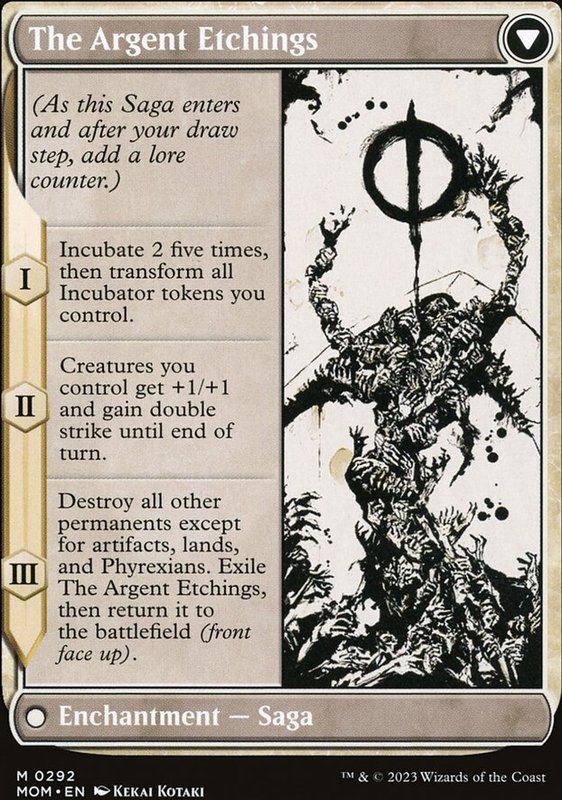 The Argent Etchings
(As this Saga enters
and after your draw
step, add a lore
counter.)
I
Incubate 2 five times,
then transform all
Incubator tokens you
control.
II
Creatures you
control get +1/+1
and gain double
strike until end of
turn.
III
Destroy all other
permanents except
for artifacts, lands,
and Phyrexians. Exile
The Argent Etchings,
then return it to
the battlefield (front
face up).
Enchantment — Saga
M 0292
MOM • EN KEKAI KOTAKI
™ & © 2023 Wizards of the Coast